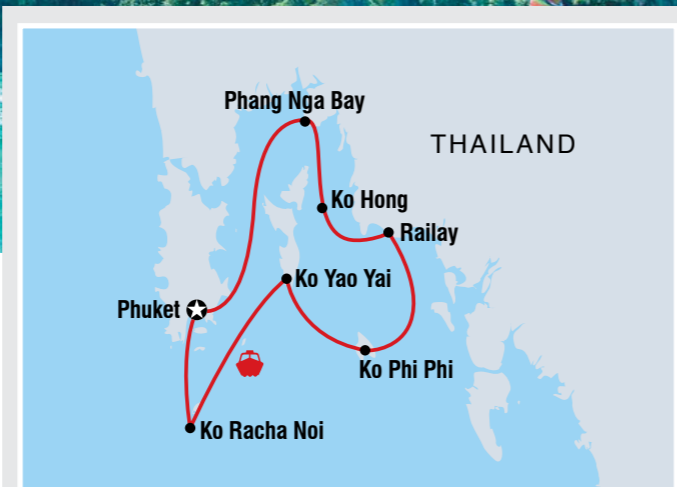 Phang Nga Bay
THAILAND
Ko Hong
Railay
Ko Yao Yai
Phuket
Ko Phi Phi
Ko Racha Noi